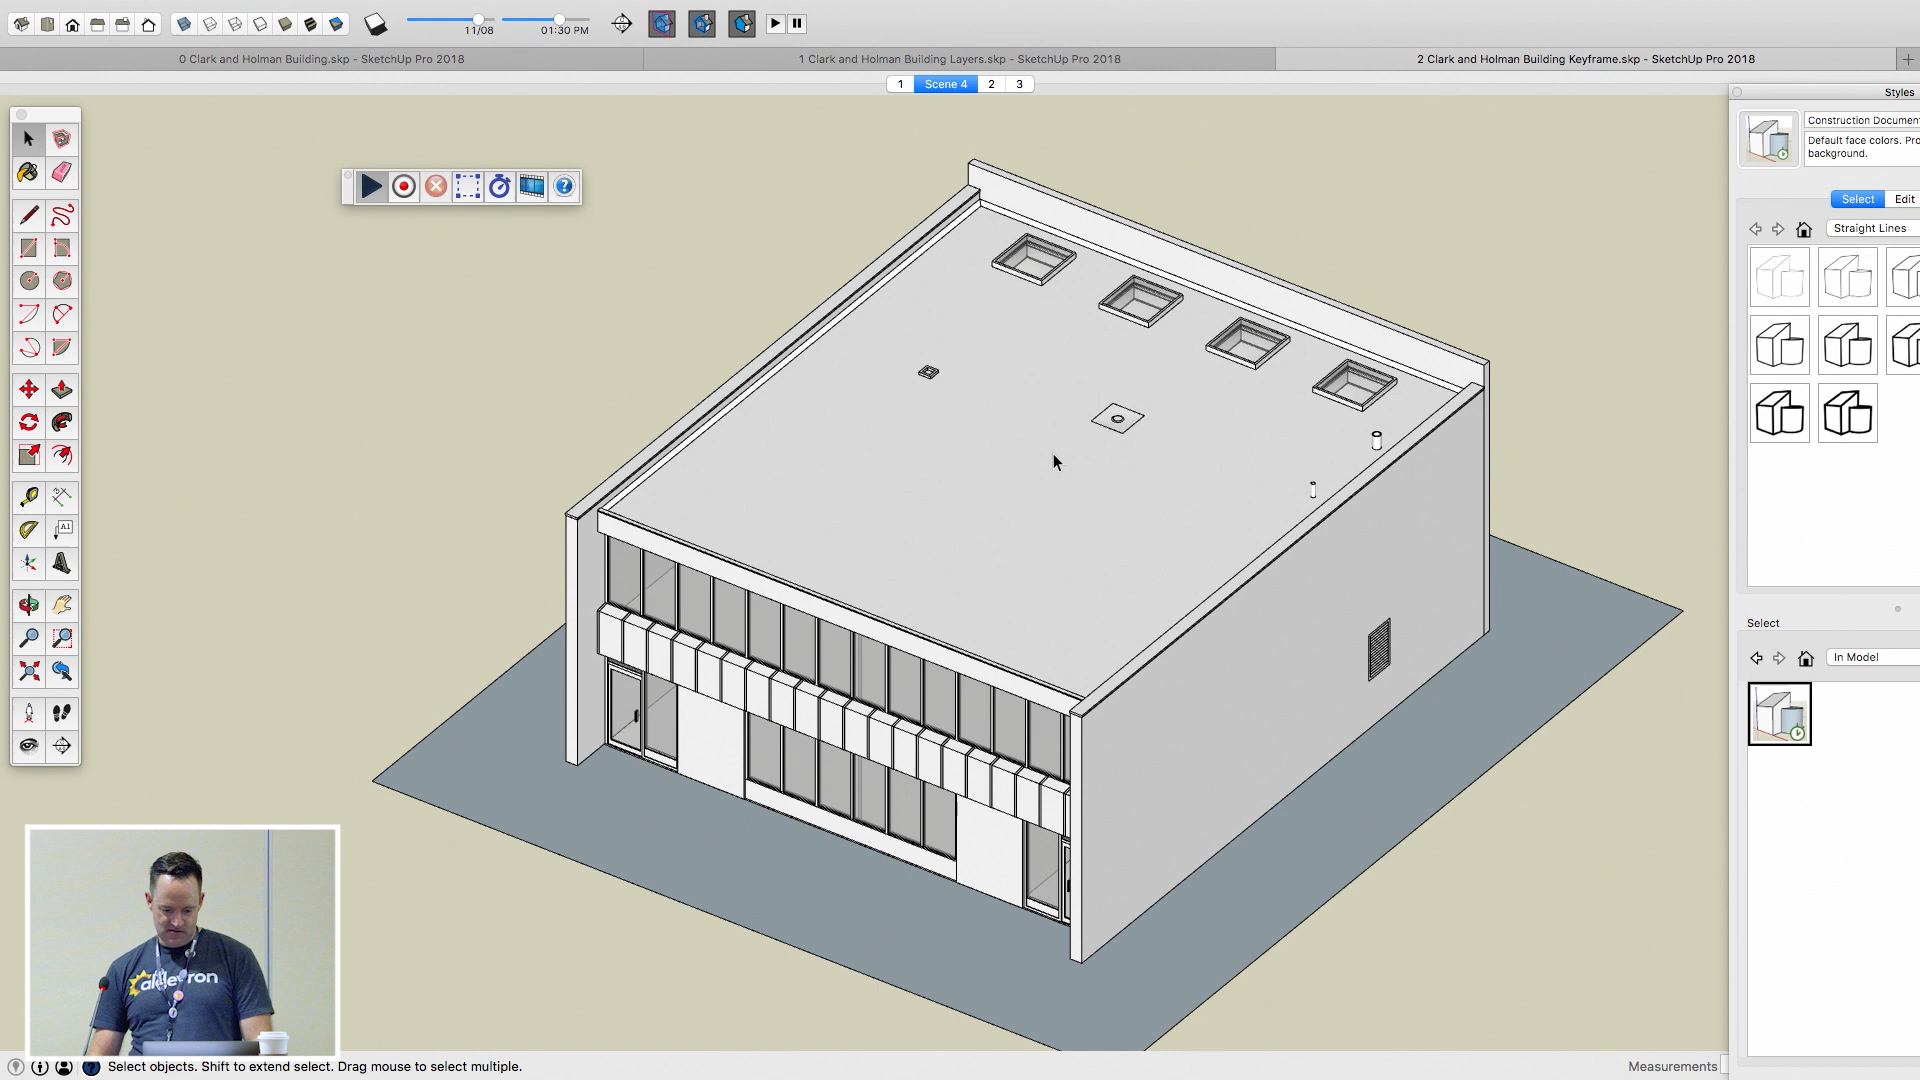 11/08
01:30 PM
0 Clark and Holman Building.skp - SketchUp Pro 2018
1 Clark and Holman Building Layers.skp - SketchUp Pro 2018
2 Clark and Holman Building Keyframe.skp - SketchUp Pro 2018
1
Scene 4
2
3
Styles
Construction Documen
Default face colors. Pro
background.
Select
Edit
Straight Lines
A1
Select
In Model
aldevron
Select objects. Shift to extend select. Drag mouse to select multiple.
Measurements